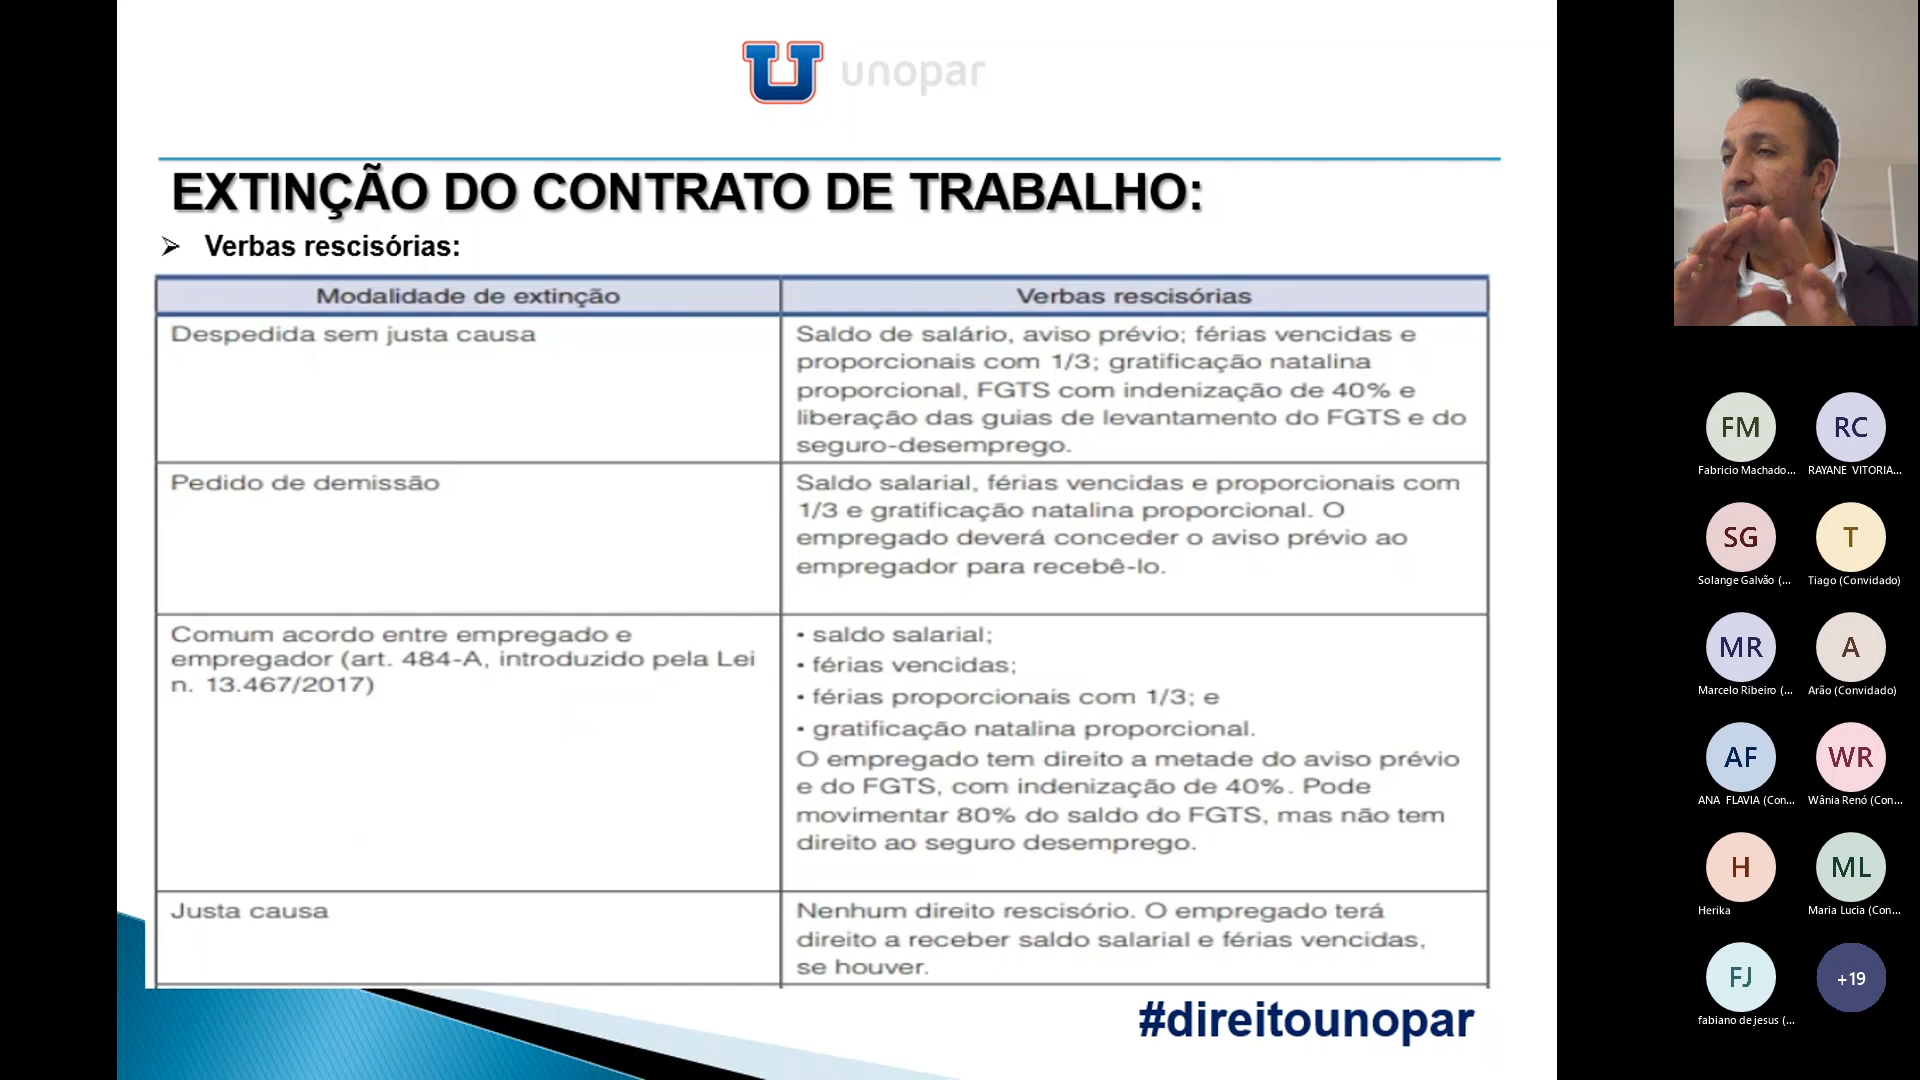 unopar
EXTINÇÃO DO CONTRATO DE TRABALHO:
Verbas rescisórias:
Modalidade de extinção
Verbas rescisórias
Despedida sem justa causa
Saldo de salário, aviso prévio; férias vencidas e
proporcionais com 1/3; gratificação natalina
proporcional, FGTS com indenização de 40% e
liberação das guias de levantamento do FGTS e do
seguro-desemprego.
Pedido de demissão
Saldo salarial, férias vencidas e proporcionais com
1/3 e gratificação natalina proporcional. O
empregado deverá conceder o aviso prévio ao
empregador para recebê-lo.
Comum acordo entre empregado e
empregador (art. 484-A, introduzido pela Lei
n. 13.467/2017)
• saldo salarial;
• férias vencidas;
• férias proporcionais com 1/3; e
• gratificação natalina proporcional.
O empregado tem direito a metade do aviso prévio
e do FGTS, com indenização de 40%. Pode
movimentar 80% do saldo do FGTS, mas não tem
direito ao seguro desemprego.
Justa causa
Nenhum direito rescisório. O empregado terá
direito a receber saldo salarial e férias vencidas,
se houver.
#direitounopar
FM
RC
Fabricio Machado...
RAYANE VITORIA...
SG
T
Solange Galvão (...
Tiago (Convidado)
MR
A
Marcelo Ribeiro (...
Arão (Convidado)
AF
WR
ANA FLAVIA (Con...
Wânia Renó (Con...
H
ML
Herika
Maria Lucia (Con...
FJ
+19
fabiano de jesus (...